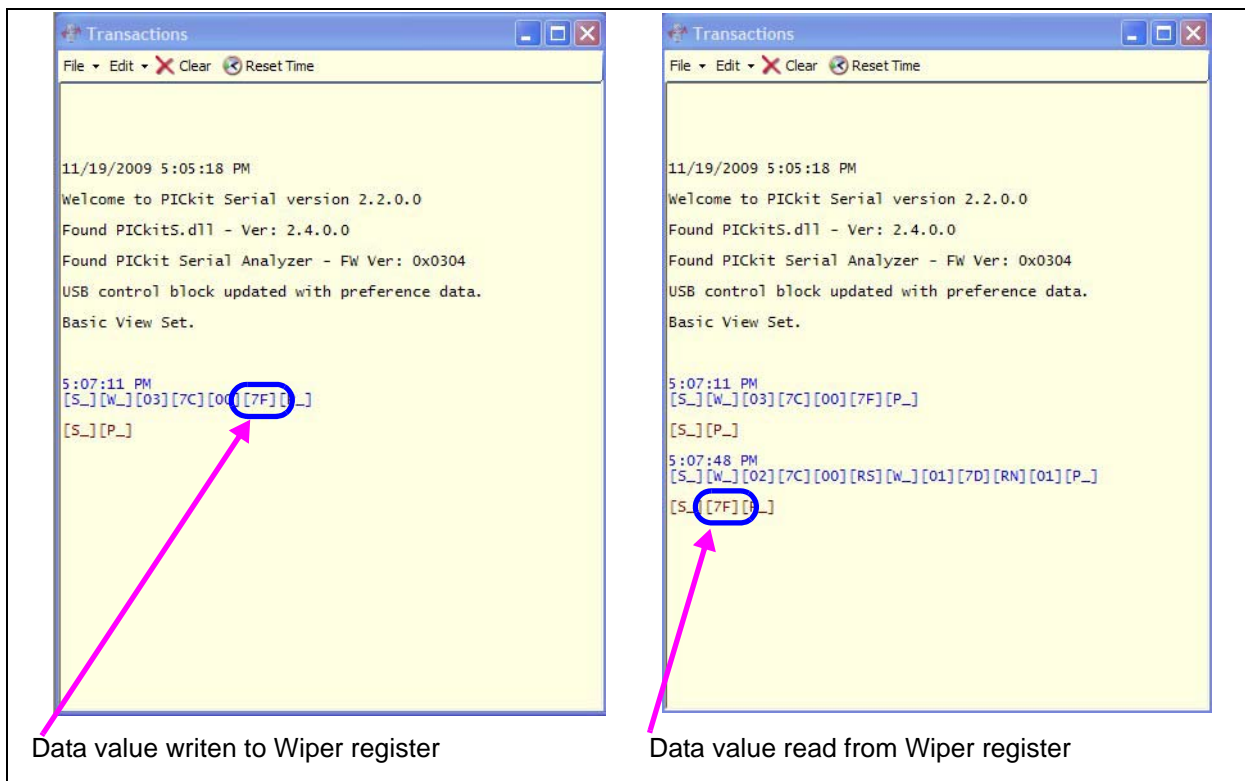 Transactions
File Edit Clear Reset Time
11/19/2009 5:05:18 PM
Welcome to PICkit Serial version 2.2.0.0
Found PICkitS.dll - Ver: 2.4.0.0
Found PICkit Serial Analyzer - FW Ver: 0x0304
USB control block updated with preference data.
Basic View Set.
5:07:11 PM
[S_][W_][03][7C][00][7F][P_]
[S_][P_]
Data value writen to Wiper register
Transactions
File Edit Clear Reset Time
11/19/2009 5:05:18 PM
Welcome to PICkit Serial version 2.2.0.0
Found PICkitS.dll - Ver: 2.4.0.0
Found PICkit Serial Analyzer - FW Ver: 0x0304
USB control block updated with preference data.
Basic View Set.
5:07:11 PM
[S_][W_][03][7C][00][7F][P_]
[S_][P_]
5:07:48 PM
[S_][W_][02][7C][00][RS][W_][01][7D][RN][01][P_]
[S_][7F][P_]
Data value read from Wiper register